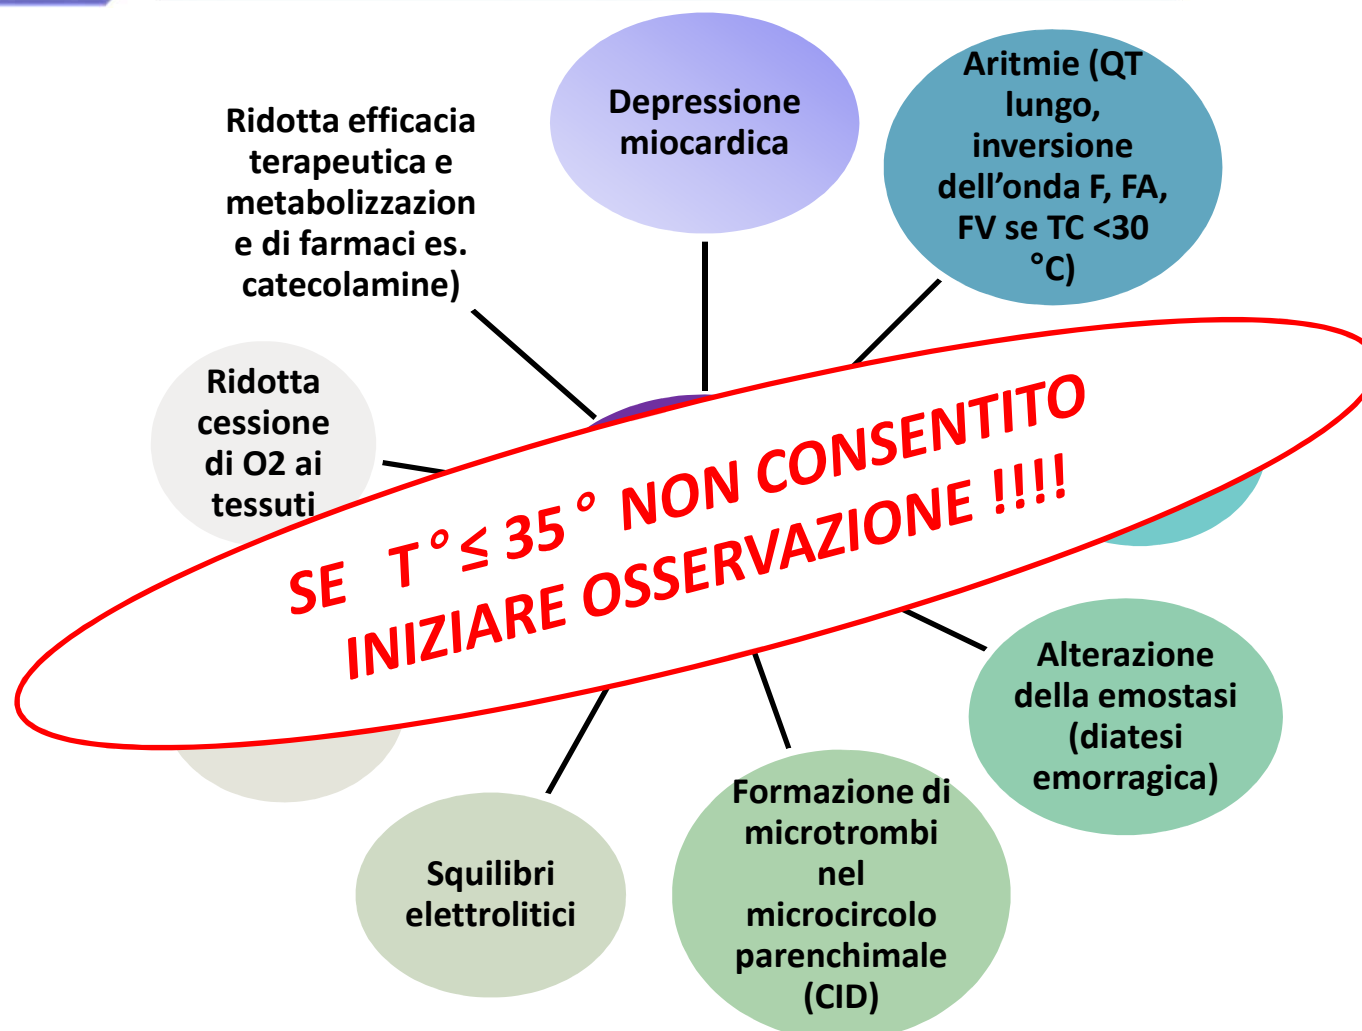 Depressione
miocardica
Aritmie (QT
lungo,
inversione
dell'onda F, FA,
FV se TC <30
°C)
Ridotta efficacia
terapeutica e
metabolizzazion
e di farmaci es.
catecolamine)
Ridotta
cessione
di O2 ai
tessuti
SE T° ≤ 35° NON CONSENTITO
INIZIARE OSSERVAZIONE !!!!
Alterazione
della emostasi
(diatesi
emorragica)
Formazione di
microtrombi
nel
microcircolo
parenchimale
(CID)
Squilibri
elettrolitici